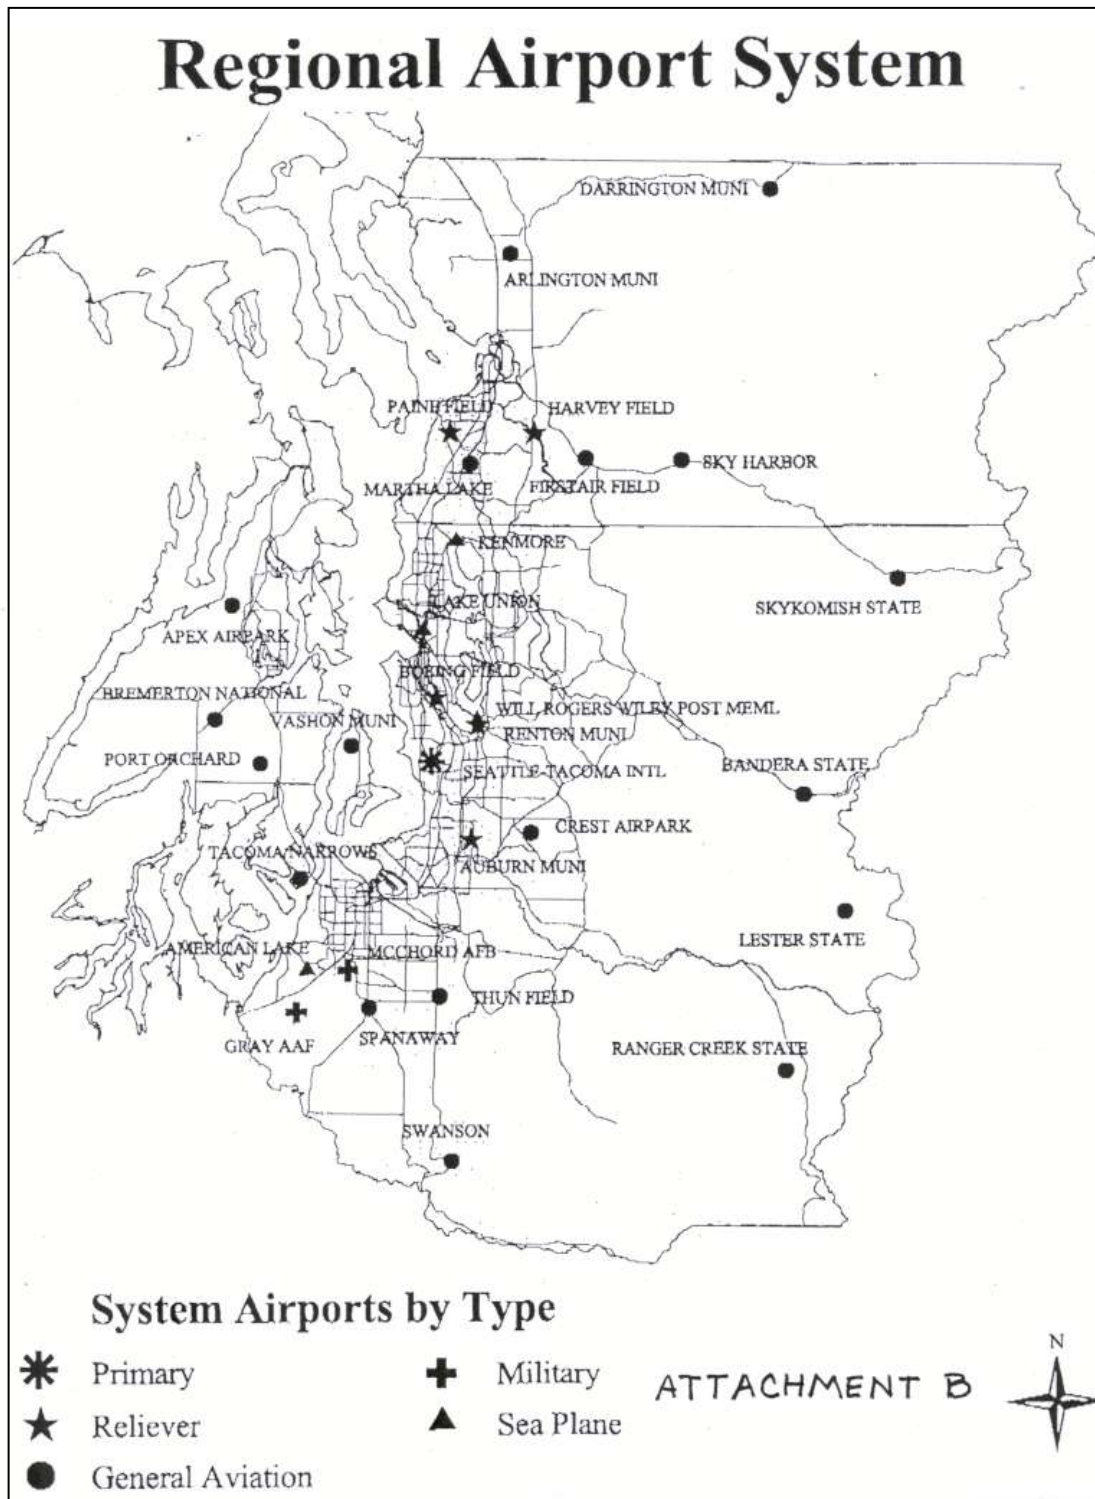 Regional Airport System
DARRINGTON MUNI
ARLINGTON MUNI
PAINE FIELD
HARVEY FIELD
SKY HARBOR
MARTHA LAKE
FIRSTAIR FIELD
KENMORE
SKYKOMISH STATE
LAKE UNION
APEX AIRPARK
BOEING FIELD
BREMERTON NATIONAL
WILL ROGERS WILEY POST MEML
VASHON MUNI
RENTON MUNI
PORT ORCHARD
SEATTLE-TACOMA INTL
BANDERA STATE
CREST AIRPARK
TACOMA NARROWS
AUBURN MUNI
LESTER STATE
AMERICAN LAKE
MCCHORD AFB
THUN FIELD
SPANAWAY
GRAY AAF
RANGER CREEK STATE
SWANSON
System Airports by Type
Primary
Military
Reliever
Sea Plane
General Aviation
ATTACHMENT B
N